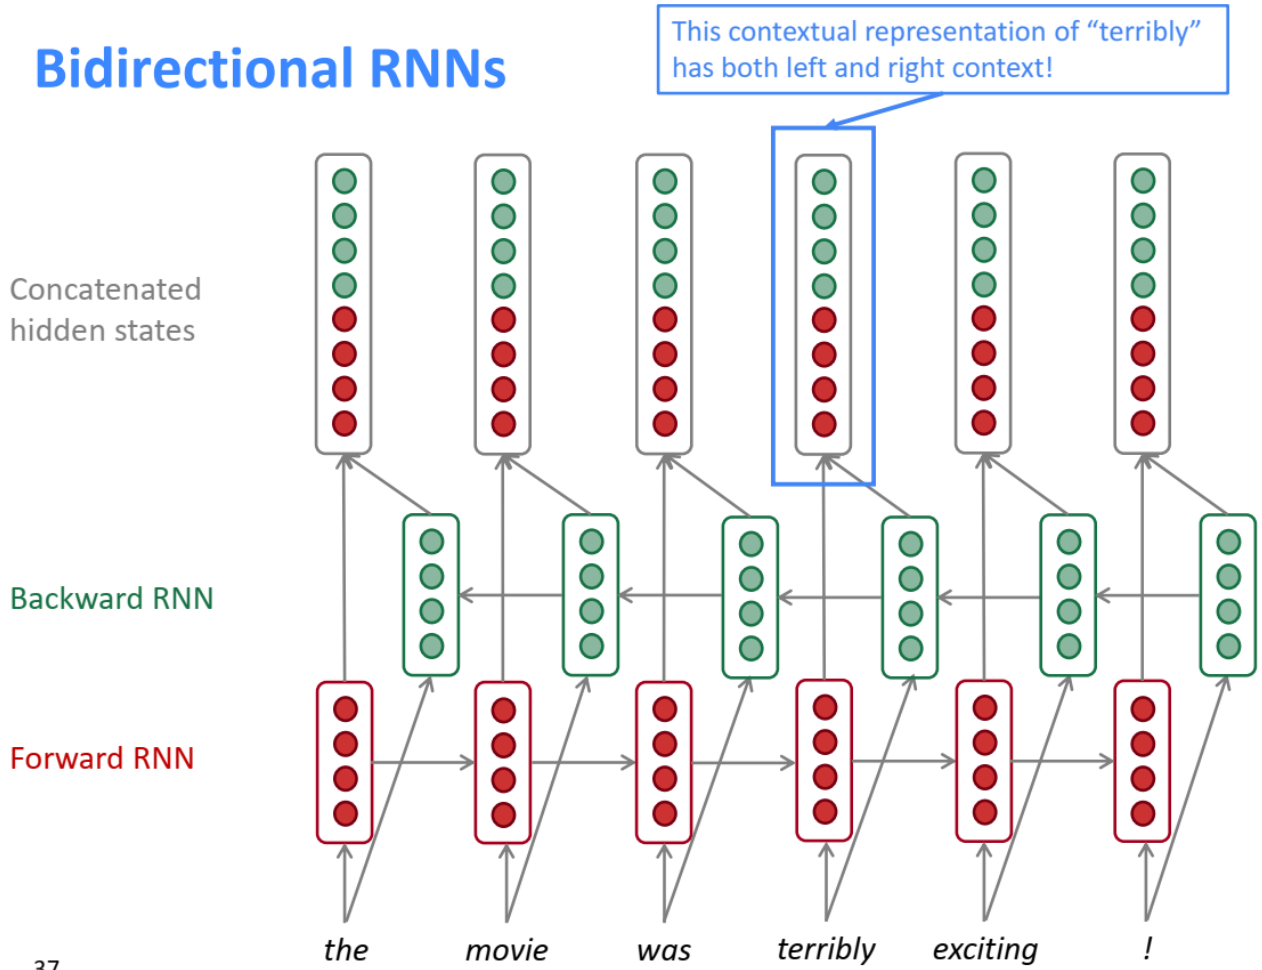 Bidirectional RNNs
This contextual representation of “terribly”
has both left and right context!
Concatenated
hidden states
Backward RNN
Forward RNN
the movie was terribly exciting !
37